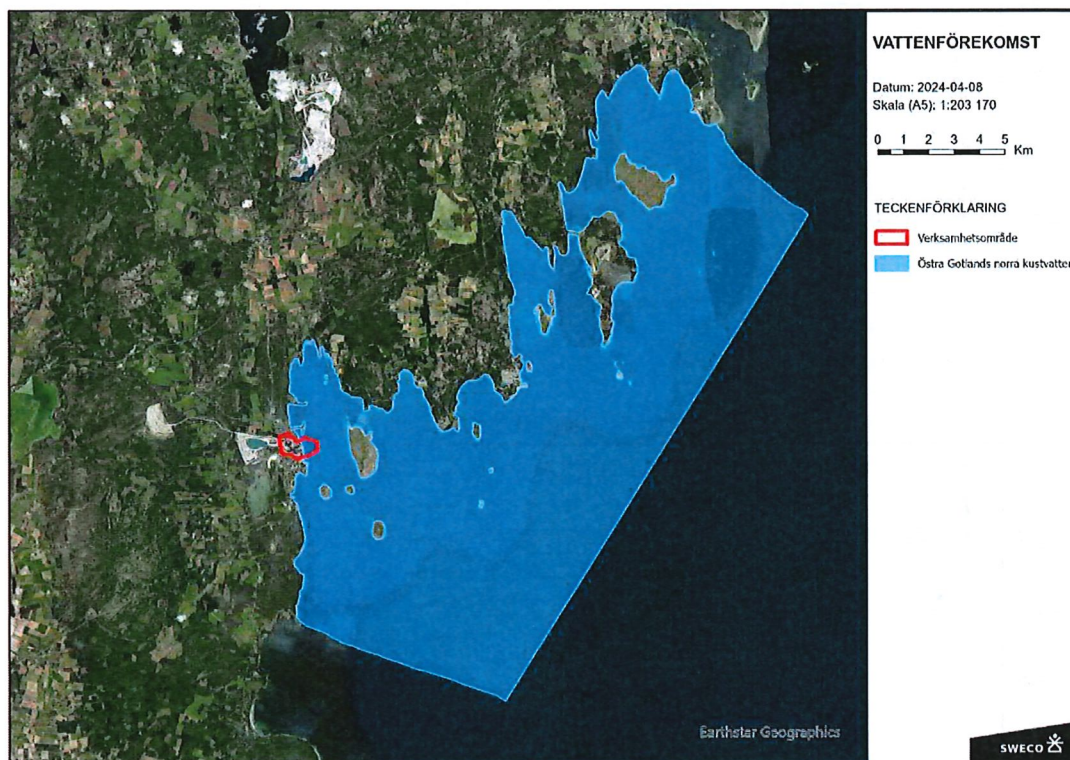 VATTENFÖREKOMST
Datum: 2024-04-08
Skala (A5): 1:203 170
0 1 2 3 4 5 Km
TECKENFÖRKLARING
Verksamhetsområde
Östra Gotlands norra kustvatten
Earthstar Geographics
SWECO